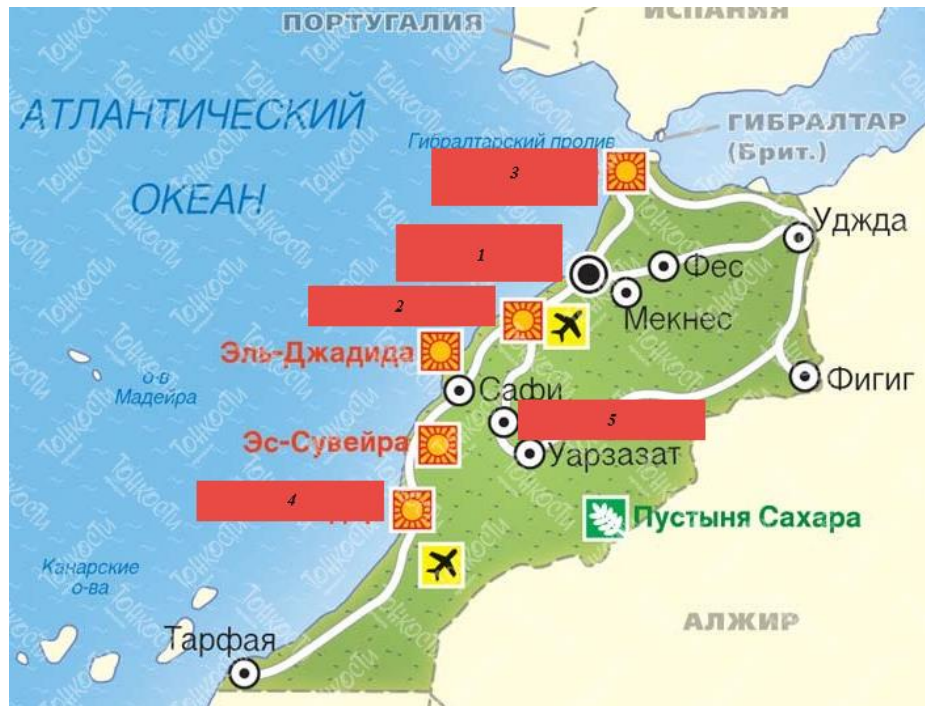 ПОРТУГАЛИЯ
ИСПАНИЯ
АТЛАНТИЧЕСКИЙ
ОКЕАН
Гибралтарский пролив
ГИБРАЛТАР
(Брит.)
3
Уджда
1
Фес
2
Мекнес
Эль-Джадида
о-в
Мадейра
Сафи
Фигиг
5
Эс-Сувейра
Уарзазат
4
Пустыня Сахара
Канарские
о-ва
АЛЖИР
Тарфая
Тонкости